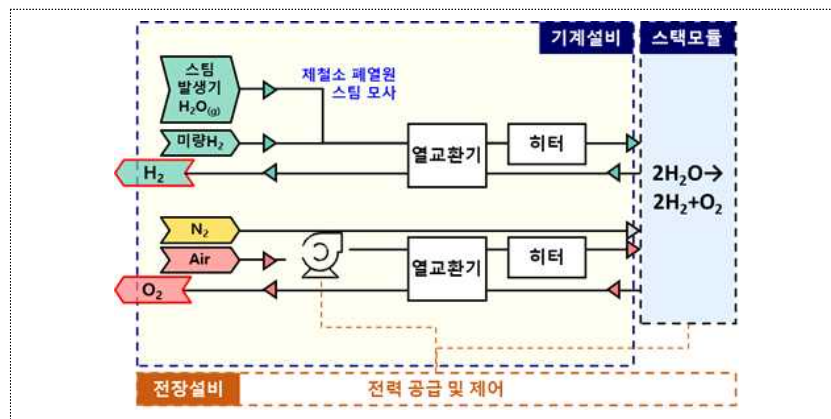 기계설비
스택모듈
스팀
발생기
H₂O₍g₎
제철소 폐열원
스팀 모사
미량H₂
열교환기
히터
H₂
2H₂O→
2H₂+O₂
N₂
Air
열교환기
히터
O₂
전장설비
전력 공급 및 제어